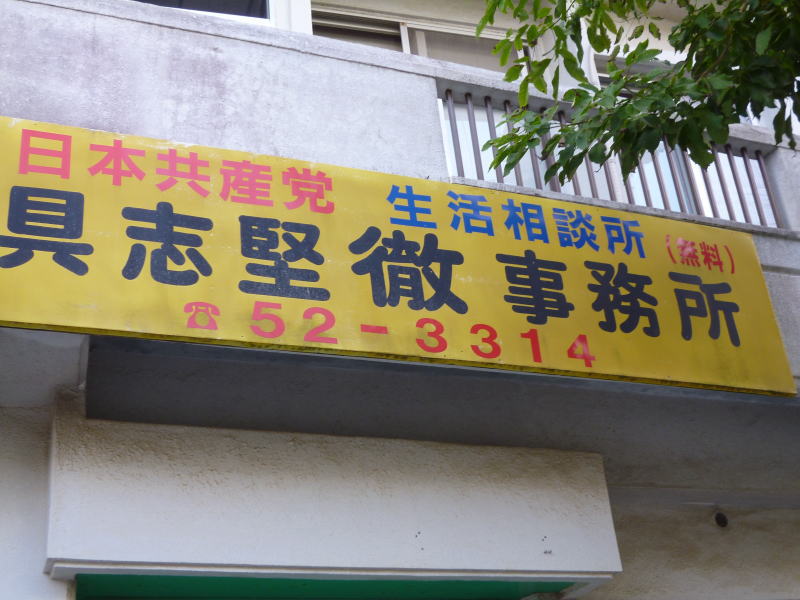 日本共産党 生活相談所 (無料)
具志堅徹事務所
☎52-3314